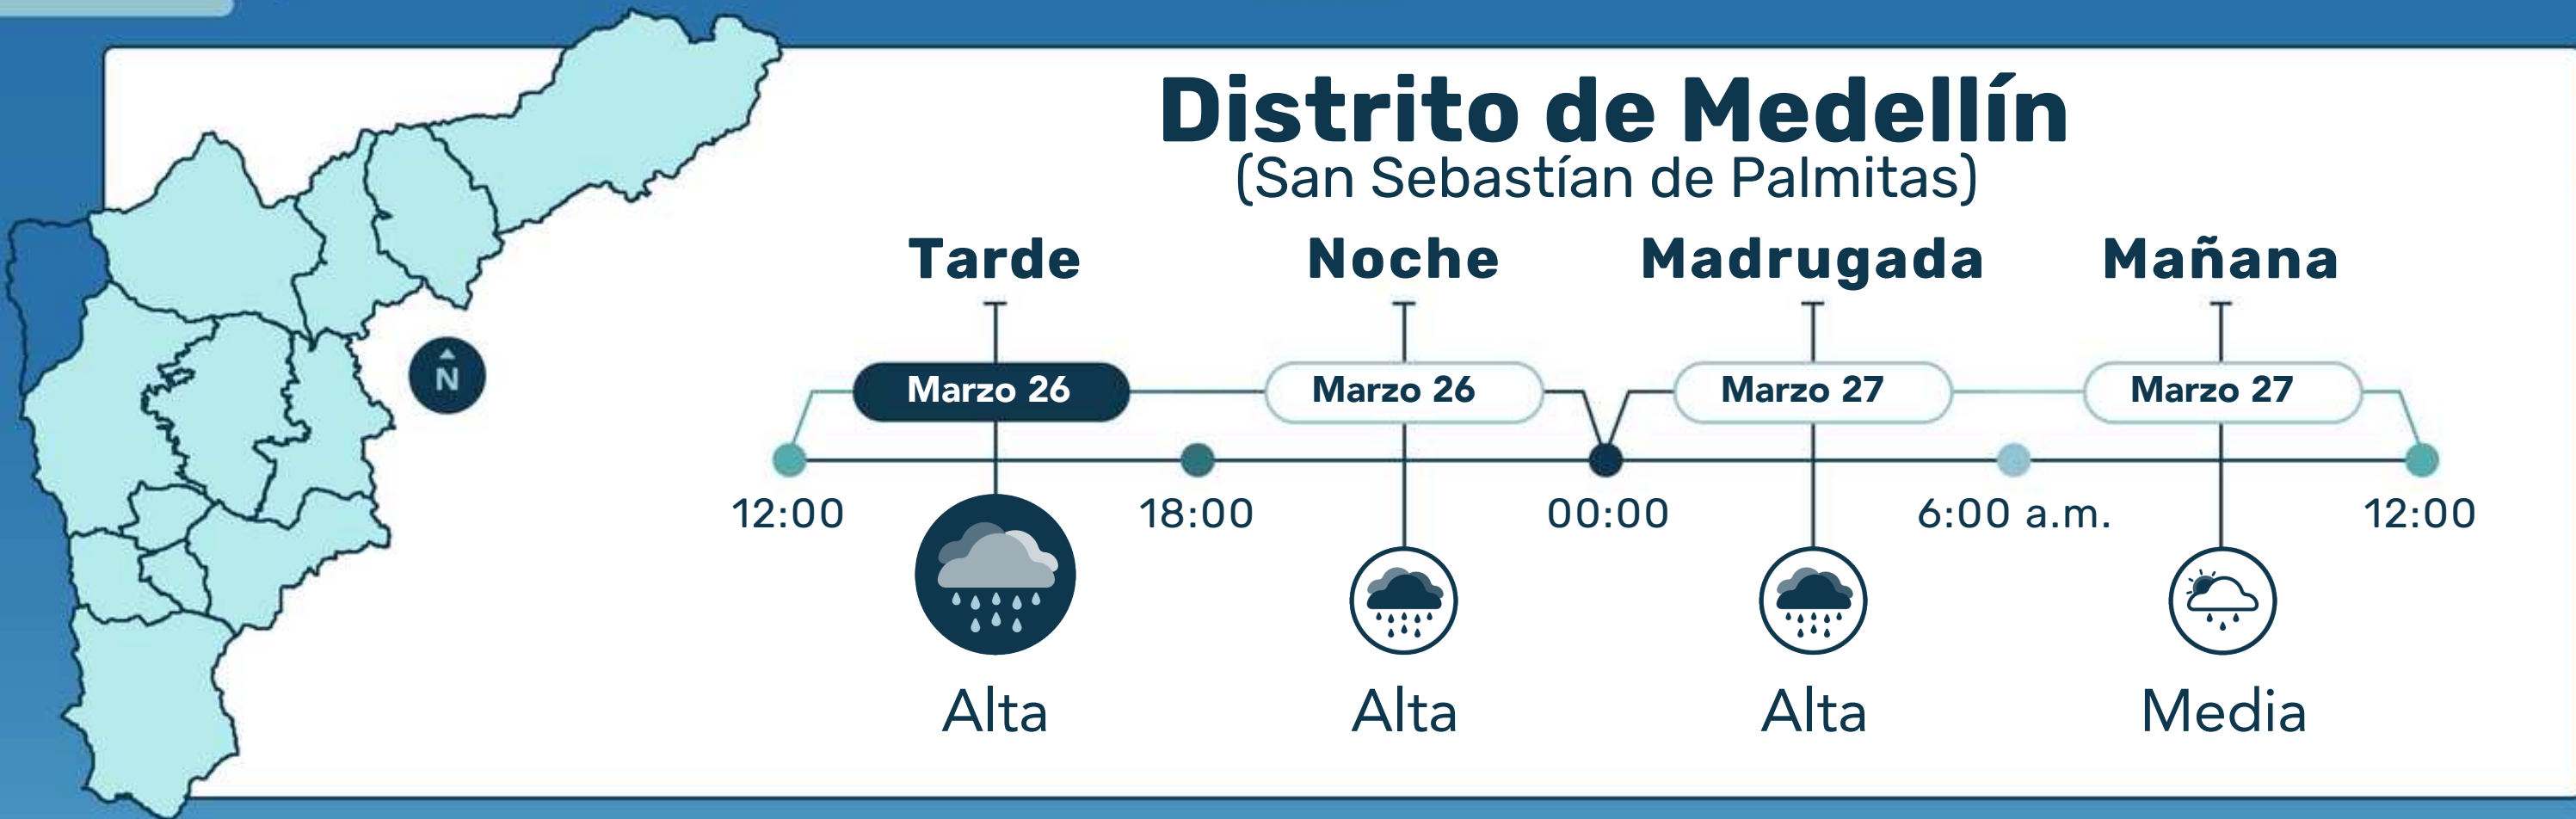 Distrito de Medellín
(San Sebastían de Palmitas)
Tarde Noche Madrugada Mañana
N
Marzo 26 Marzo 26 Marzo 27 Marzo 27
12:00 18:00 00:00 6:00 a.m. 12:00
Alta Alta Alta Media